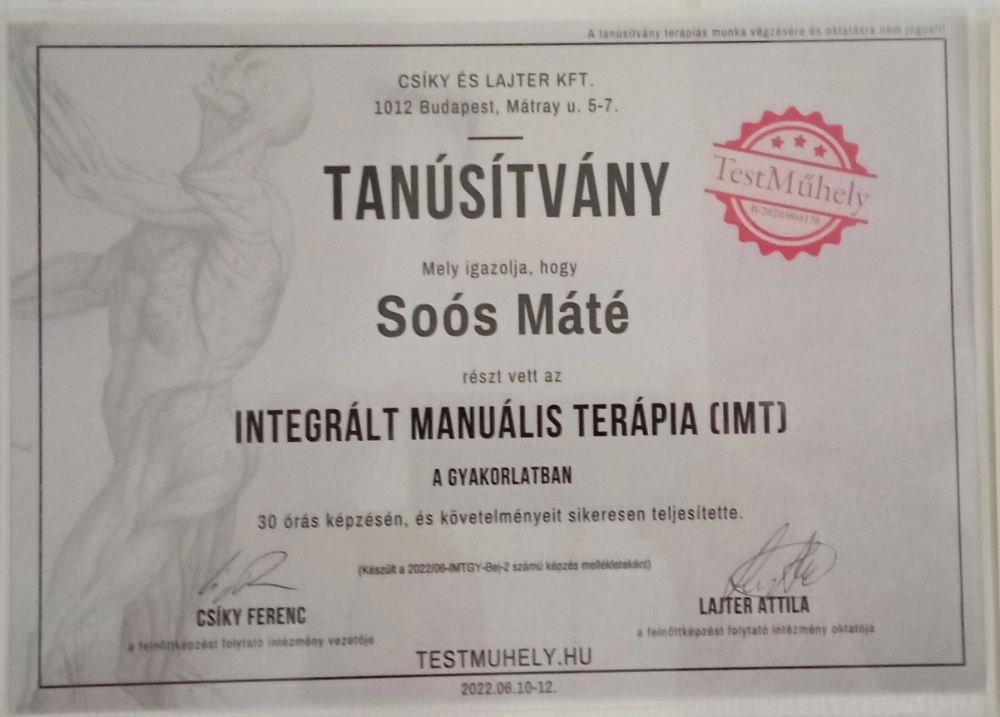 A tanúsítvány terápiás munka végzésére és oktatásra nem jogosít!
CSÍKY ÉS LAJTER KFT.
1012 Budapest, Mátray u. 5-7.
TANÚSÍTVÁNY
TestMűhely
B/2020/004170
Mely igazolja, hogy
Soós Máté
részt vett az
INTEGRÁLT MANUÁLIS TERÁPIA (IMT)
A GYAKORLATBAN
30 órás képzésén, és követelményeit sikeresen teljesítette.
(Készült a 2022/06-IMTGY-Bej-2 számú képzés mellékleteként)
CSÍKY FERENC
a felnőttképzést folytató intézmény vezetője
LAJTER ATTILA
a felnőttképzést folytató intézmény oktatója
TESTMUHELY.HU
2022.06.10-12.